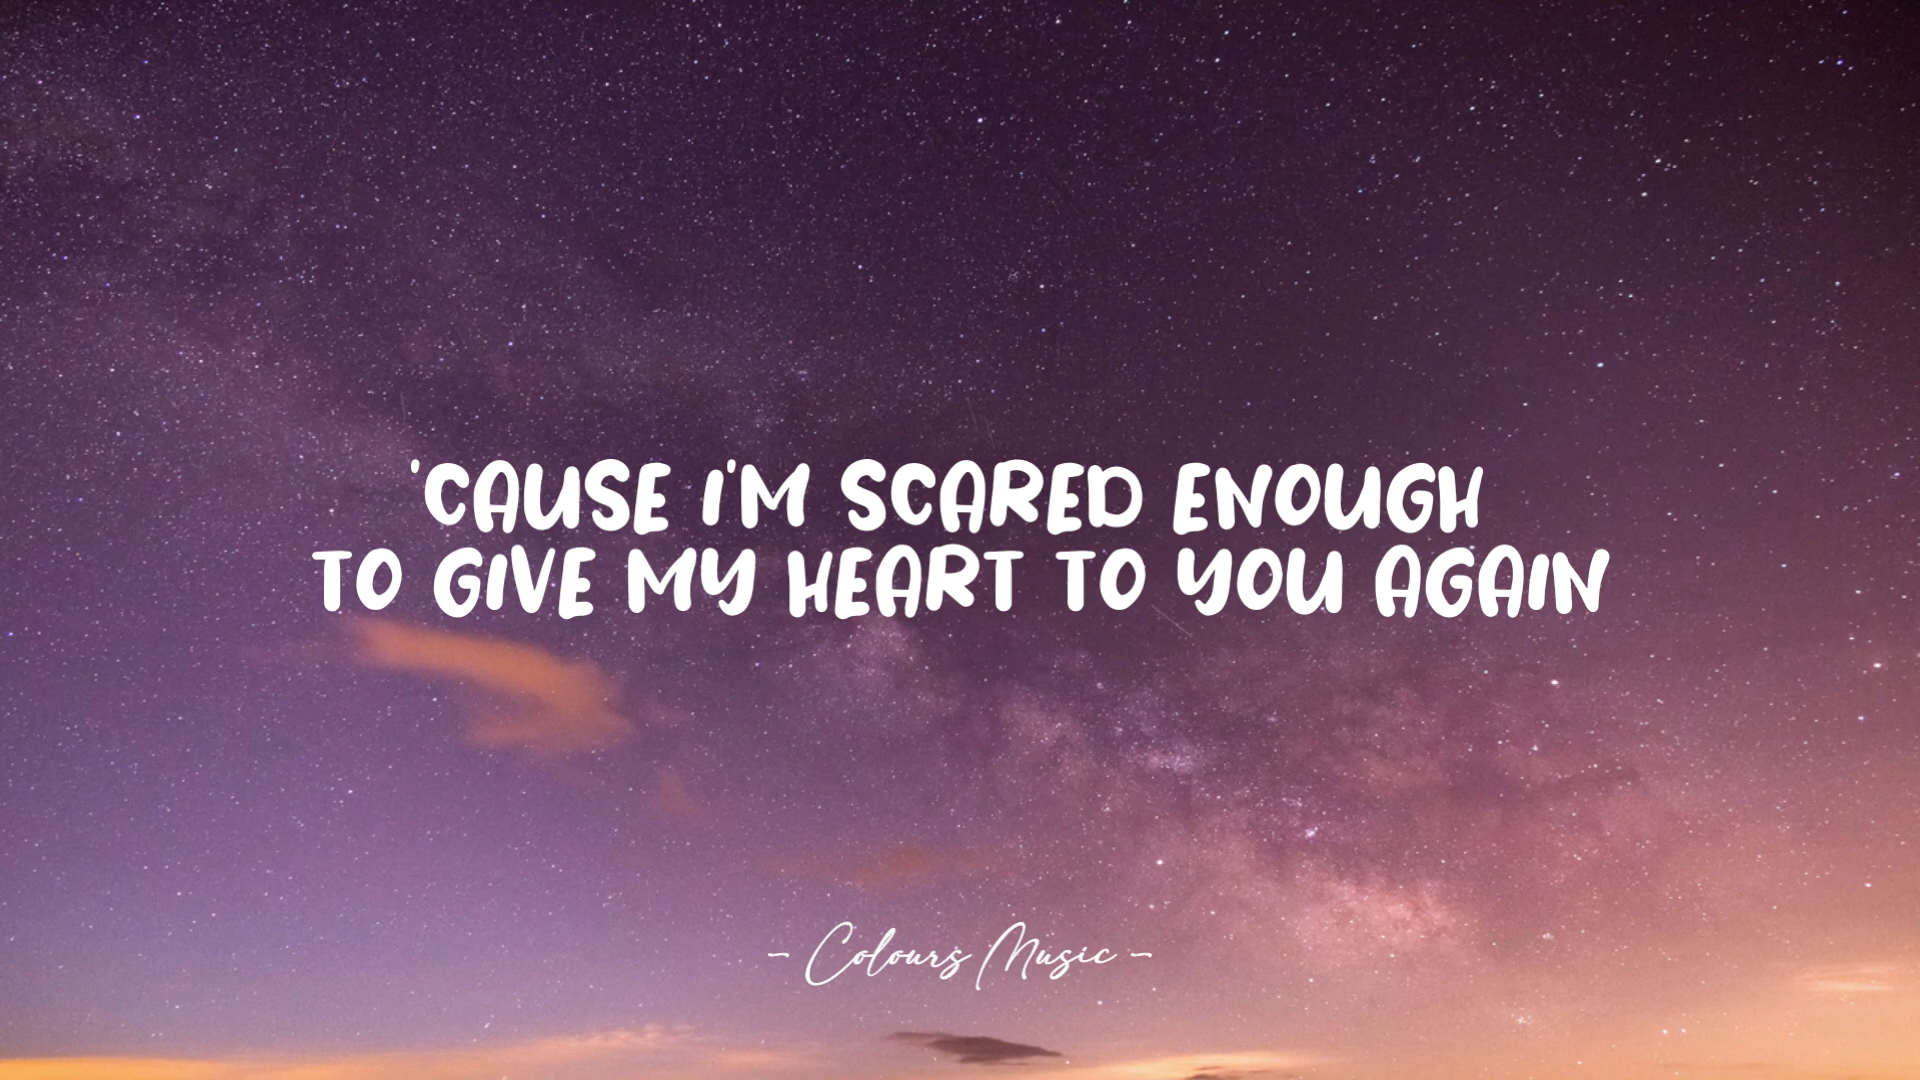 'CAUSE I'M SCARED ENOUGH
TO GIVE MY HEART TO YOU AGAIN
- Colours Music -